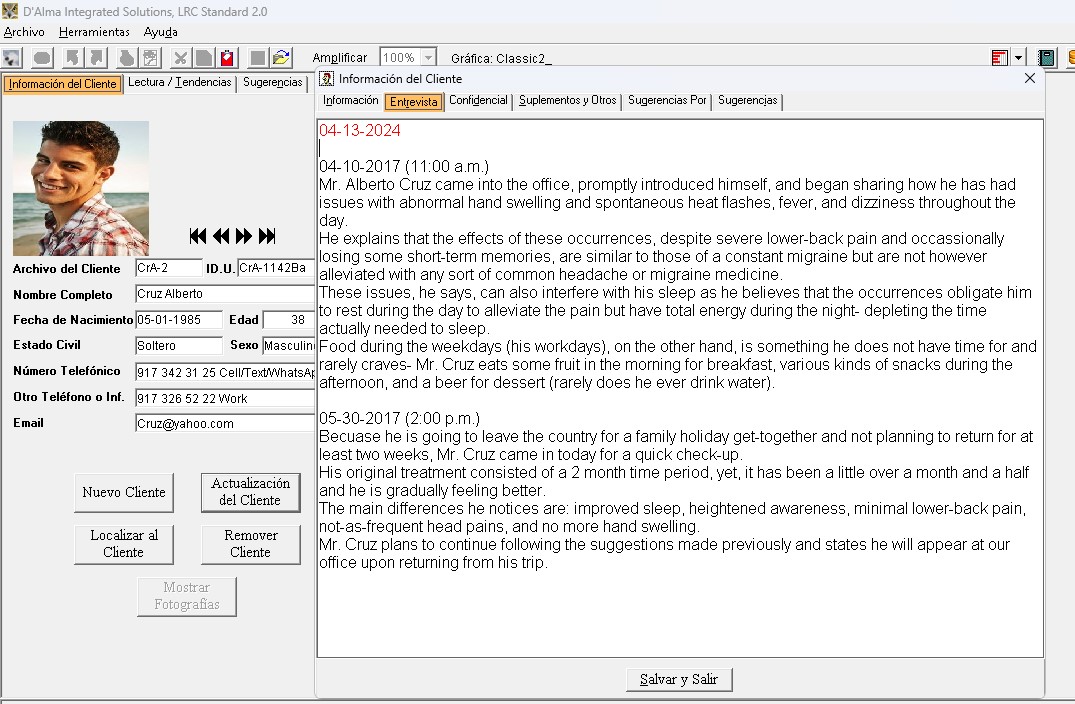 D'Alma Integrated Solutions, LRC Standard 2.0
Archivo Herramientas Ayuda
Amplificar 100% Gráfica: Classic2_
Información del Cliente Lectura / Tendencias Sugerencias
Información del Cliente
Información Entrevista Confidencial Suplementos y Otros Sugerencias Por Sugerencias
04-13-2024
04-10-2017 (11:00 a.m.)
Mr. Alberto Cruz came into the office, promptly introduced himself, and began sharing how he has had
issues with abnormal hand swelling and spontaneous heat flashes, fever, and dizziness throughout the
day.
He explains that the effects of these occurrences, despite severe lower-back pain and occassionally
losing some short-term memories, are similar to those of a constant migraine but are not however
alleviated with any sort of common headache or migraine medicine.
These issues, he says, can also interfere with his sleep as he believes that the occurrences obligate him
to rest during the day to alleviate the pain but have total energy during the night- depleting the time
actually needed to sleep.
Food during the weekdays (his workdays), on the other hand, is something he does not have time for and
rarely craves- Mr. Cruz eats some fruit in the morning for breakfast, various kinds of snacks during the
afternoon, and a beer for dessert (rarely does he ever drink water).
05-30-2017 (2:00 p.m.)
Becuase he is going to leave the country for a family holiday get-together and not planning to return for at
least two weeks, Mr. Cruz came in today for a quick check-up.
His original treatment consisted of a 2 month time period, yet, it has been a little over a month and a half
and he is gradually feeling better.
The main differences he notices are: improved sleep, heightened awareness, minimal lower-back pain,
not-as-frequent head pains, and no more hand swelling.
Mr. Cruz plans to continue following the suggestions made previously and states he will appear at our
office upon returning from his trip.
Salvar y Salir
Archivo del Cliente CrA-2 ID.U. CrA-1142Ba
Nombre Completo Cruz Alberto
Fecha de Nacimiento 05-01-1985 Edad 38
Estado Civil Soltero Sexo Masculin
Número Telefónico 917 342 31 25 Cell/Text/WhatsAp
Otro Teléfono o Inf. 917 326 52 22 Work
Email Cruz@yahoo.com
Nuevo Cliente
Actualización
del Cliente
Localizar al
Cliente
Remover
Cliente
Mostrar
Fotografías